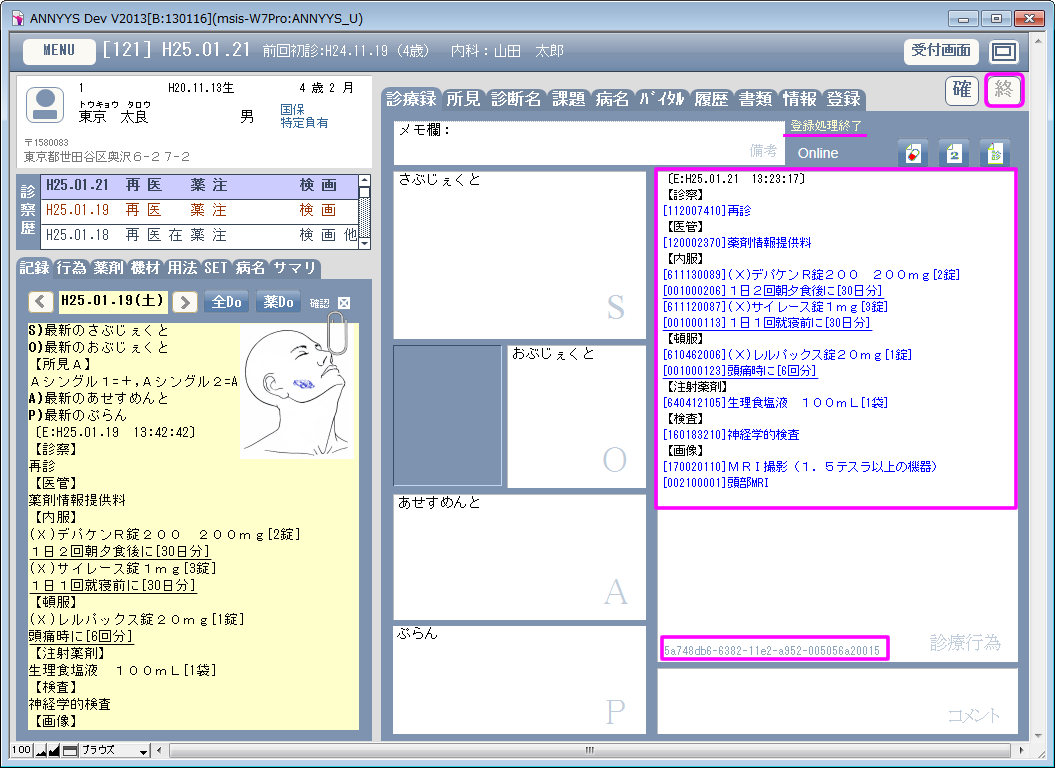 ANNYYS Dev V2013[B:130116](msis-W7Pro:ANNYYS_U)
MENU
[121] H25.01.21 前回初診:H24.11.19 (4歳) 内科：山田 太郎
受付画面
1 H20.11.13生 4 歳 2 月
トウキョウ タロウ
東京 太良 男
国保
特定負有
〒1580083
東京都世田谷区奥沢６－２７－２
診察歴
H25.01.21 再 医 薬 注 検 画
H25.01.19 再 医 薬 注 検 画
H25.01.18 再 医 在 薬 注 検 画 他
記録 行為 薬剤 機材 用法 SET 病名 サマリ
H25.01.19(土) 全Do 薬Do 確認
S)最新のさぶじぇくと
O)最新のおぶじぇくと
【所見Ａ】
Ａシングル１=＋,Ａシングル２=A
A)最新のあせすめんと
P)最新のぷらん
〔E:H25.01.19 13:42:42〕
【診察】
再診
【医管】
薬剤情報提供料
【内服】
(Ｘ)デパケンＲ錠２００ ２００ｍｇ[2錠]
１日２回朝夕食後に[30日分]
(Ｘ)サイレース錠１ｍｇ[3錠]
１日１回就寝前に[30日分]
【頓服】
(Ｘ)レルパックス錠２０ｍｇ[1錠]
頭痛時に[6回分]
【注射薬剤】
生理食塩液 １００ｍＬ[1袋]
【検査】
神経学的検査
【画像】
診療録 所見 診断名 課題 病名 ﾊﾞｲﾀﾙ 履歴 書類 情報 登録
確 終
メモ欄：
備考
登録処理終了
Online
2
診
さぶじぇくと
S
おぶじぇくと
O
あせすめんと
A
ぷらん
P
〔E:H25.01.21 13:23:17〕
【診察】
[112007410]再診
【医管】
[120002370]薬剤情報提供料
【内服】
[611130089](Ｘ)デパケンＲ錠２００ ２００ｍｇ[2錠]
[001000206]１日２回朝夕食後に[30日分]
[611120087](Ｘ)サイレース錠１ｍｇ[3錠]
[001000113]１日１回就寝前に[30日分]
【頓服】
[610462006](Ｘ)レルパックス錠２０ｍｇ[1錠]
[001000123]頭痛時に[6回分]
【注射薬剤】
[640412105]生理食塩液 １００ｍＬ[1袋]
【検査】
[160183210]神経学的検査
【画像】
[170020110]ＭＲＩ撮影（１．５テスラ以上の機器）
[002100001]頭部MRI
診療行為
5a748db6-6382-11e2-a952-005056a20015
コメント
100 ブラウズ